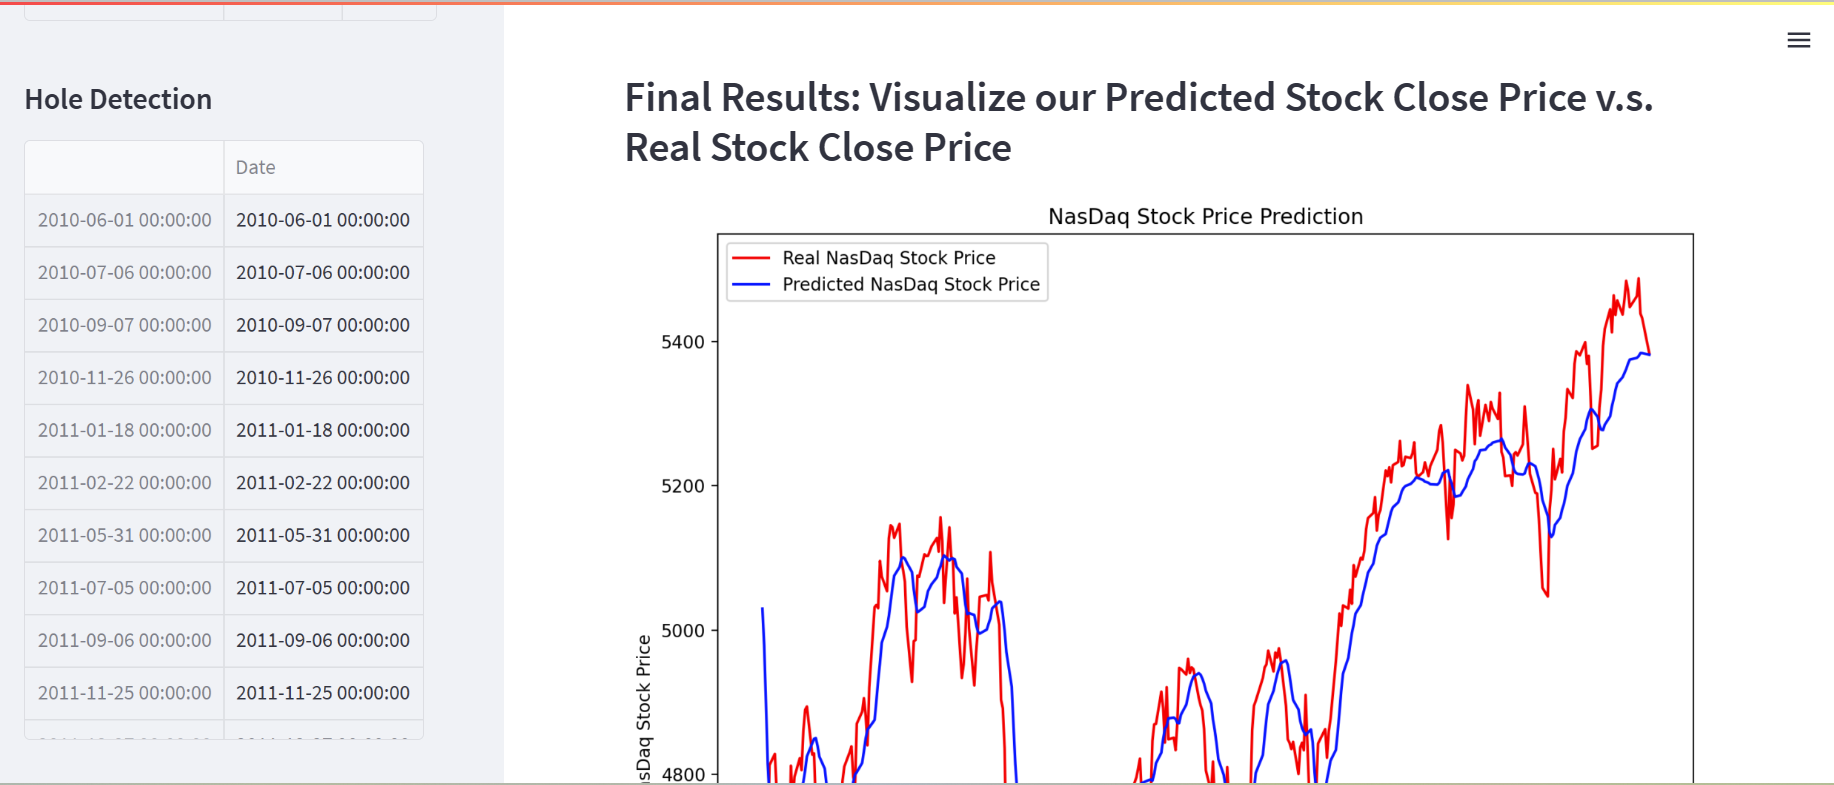 Hole Detection
Date
2010-06-01 00:00:00 2010-06-01 00:00:00
2010-07-06 00:00:00 2010-07-06 00:00:00
2010-09-07 00:00:00 2010-09-07 00:00:00
2010-11-26 00:00:00 2010-11-26 00:00:00
2011-01-18 00:00:00 2011-01-18 00:00:00
2011-02-22 00:00:00 2011-02-22 00:00:00
2011-05-31 00:00:00 2011-05-31 00:00:00
2011-07-05 00:00:00 2011-07-05 00:00:00
2011-09-06 00:00:00 2011-09-06 00:00:00
2011-11-25 00:00:00 2011-11-25 00:00:00
Final Results: Visualize our Predicted Stock Close Price v.s.
Real Stock Close Price
NasDaq Stock Price Prediction
Real NasDaq Stock Price
Predicted NasDaq Stock Price
5400
5200
5000
4800
sDaq Stock Price